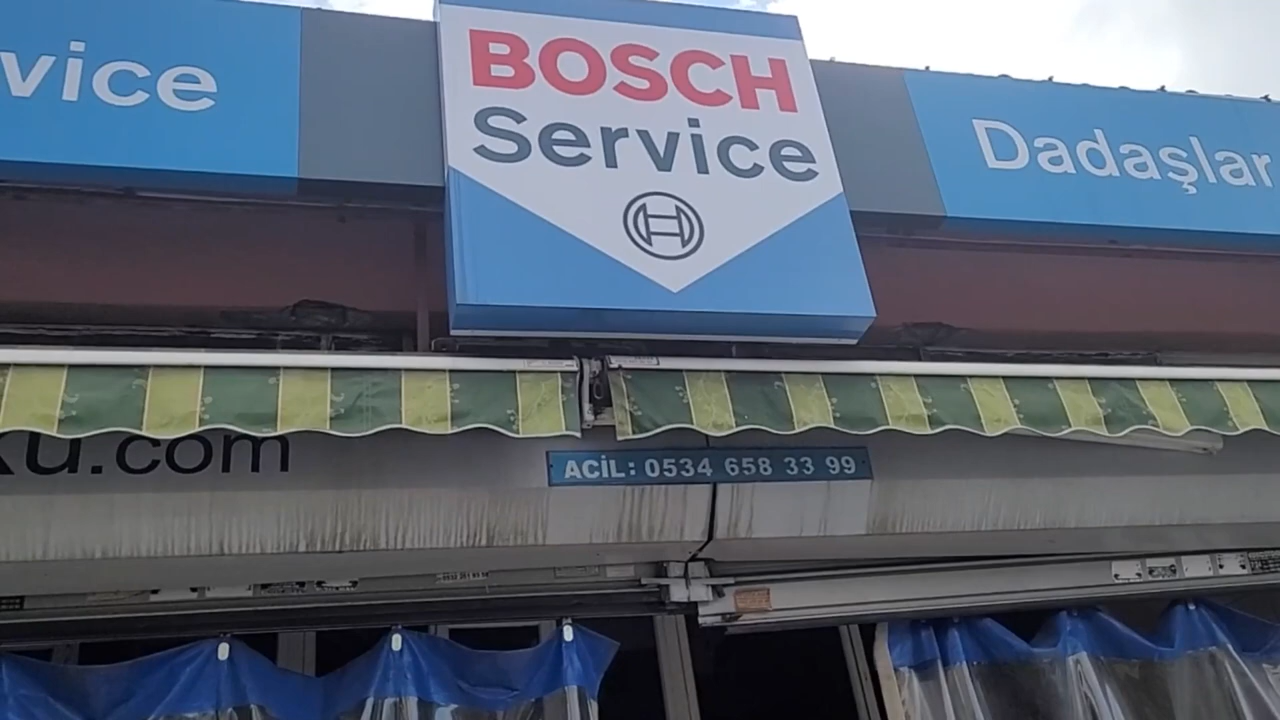 vice
BOSCH
Service
Dadaşlar
ku.com
ACİL: 0534 658 33 99